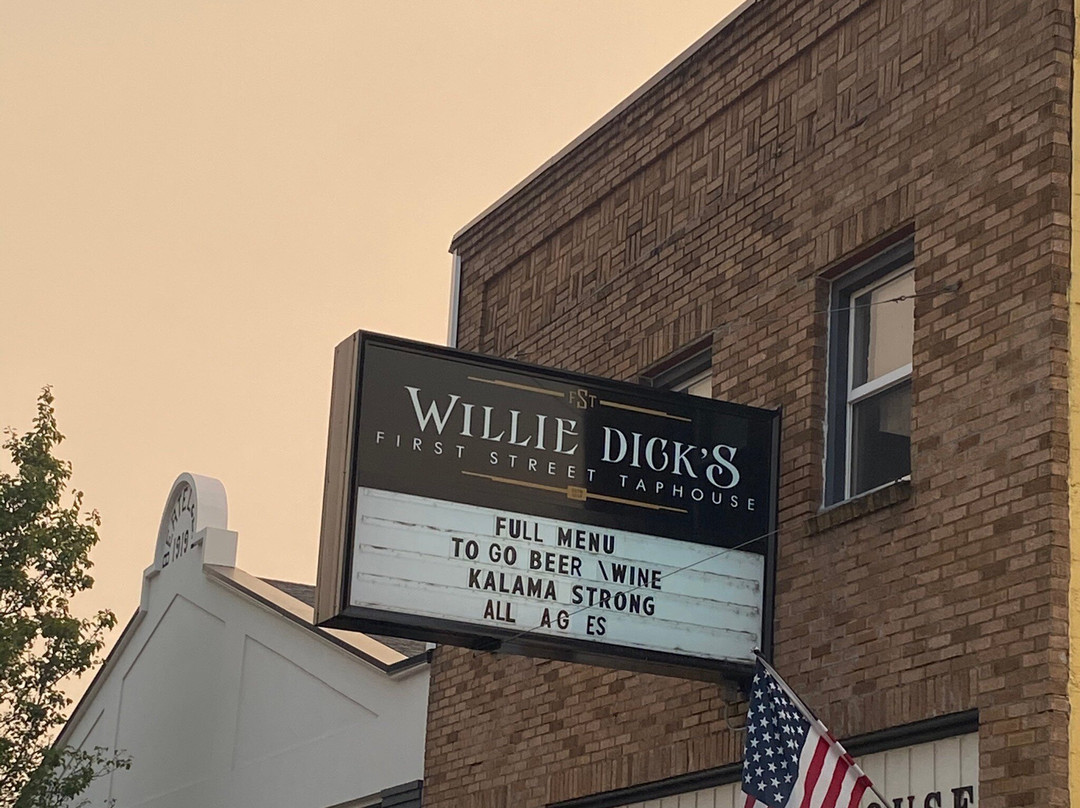 FST
WILLIE DICK'S
FIRST STREET TAPHOUSE
FULL MENU
TO GO BEER \WINE
KALAMA STRONG
ALL AG ES
1919